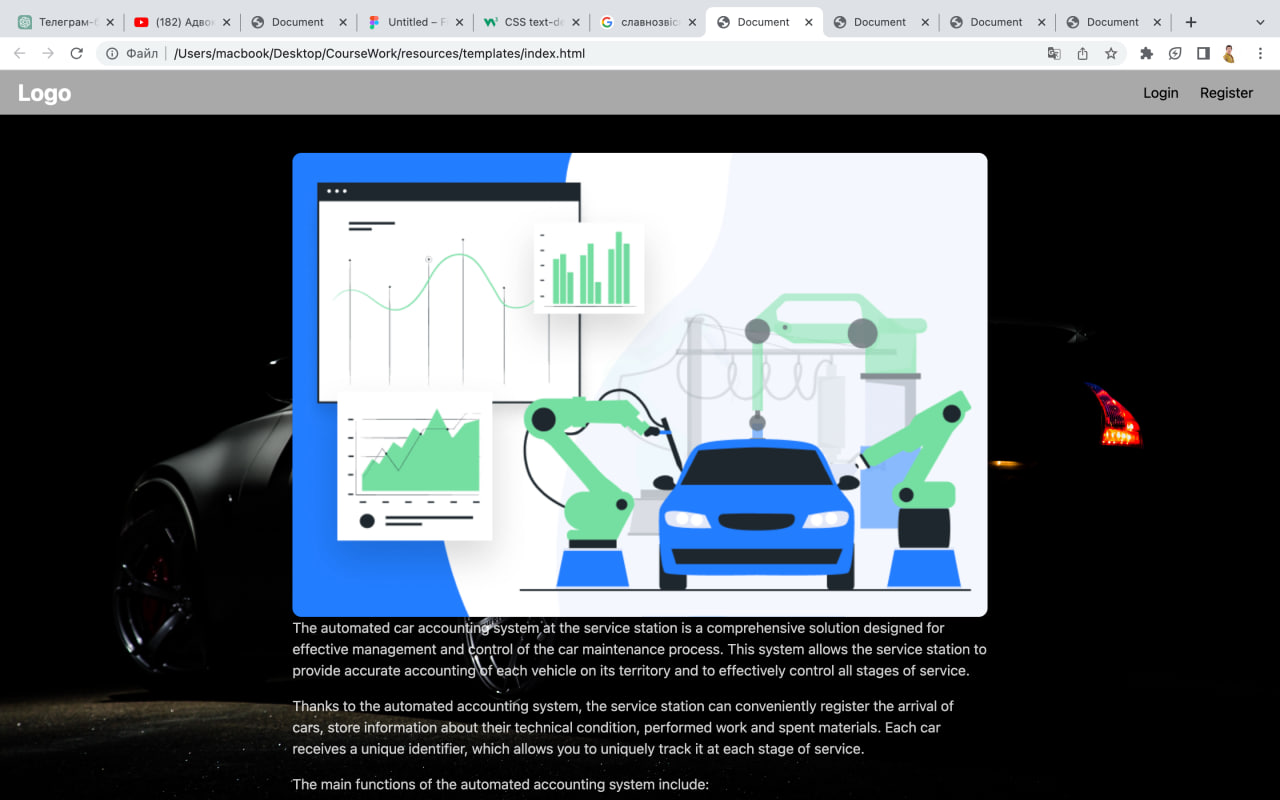 Телеграм-б
(182) Адвок
Document
Untitled – F
CSS text-de
славнозвіс
Document
Document
Document
Document
Файл
/Users/macbook/Desktop/CourseWork/resources/templates/index.html
Logo
Login
Register
The automated car accounting system at the service station is a comprehensive solution designed for
effective management and control of the car maintenance process. This system allows the service station to
provide accurate accounting of each vehicle on its territory and to effectively control all stages of service.
Thanks to the automated accounting system, the service station can conveniently register the arrival of
cars, store information about their technical condition, performed work and spent materials. Each car
receives a unique identifier, which allows you to uniquely track it at each stage of service.
The main functions of the automated accounting system include: